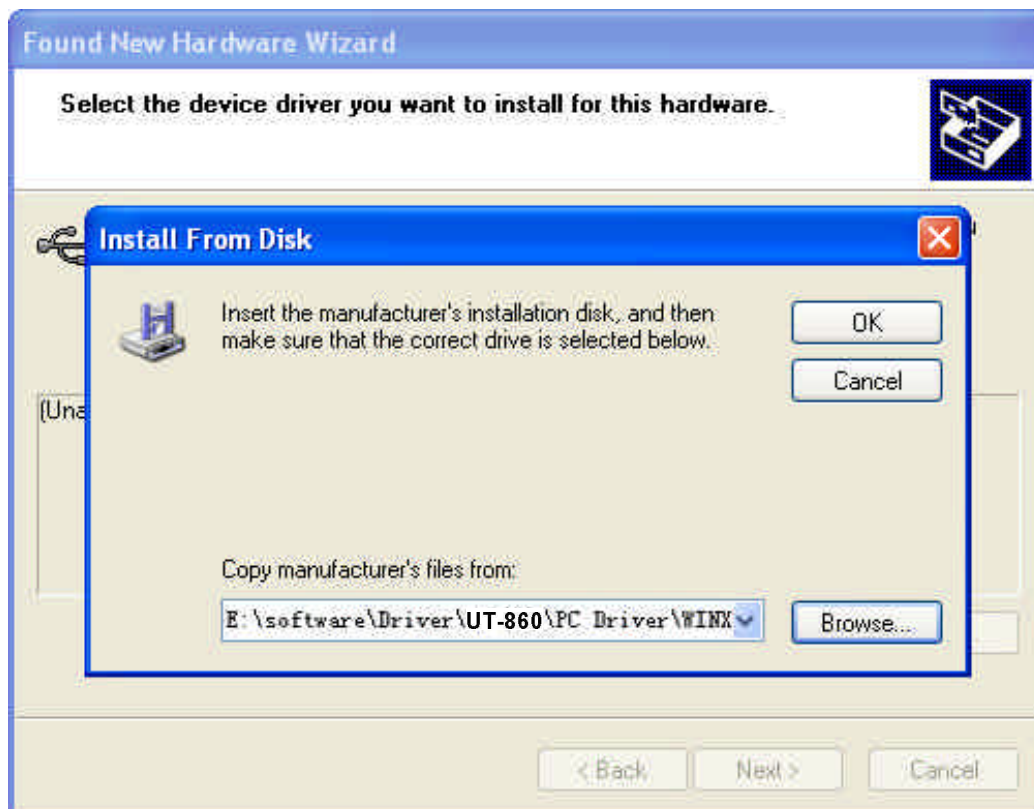 Found New Hardware Wizard
Select the device driver you want to install for this hardware.
Install From Disk
Insert the manufacturer's installation disk, and then
make sure that the correct drive is selected below.
OK
Cancel
(Una
Copy manufacturer's files from:
E:\software\Driver\UT-860\PC Driver\WINX
Browse...
< Back
Next >
Cancel